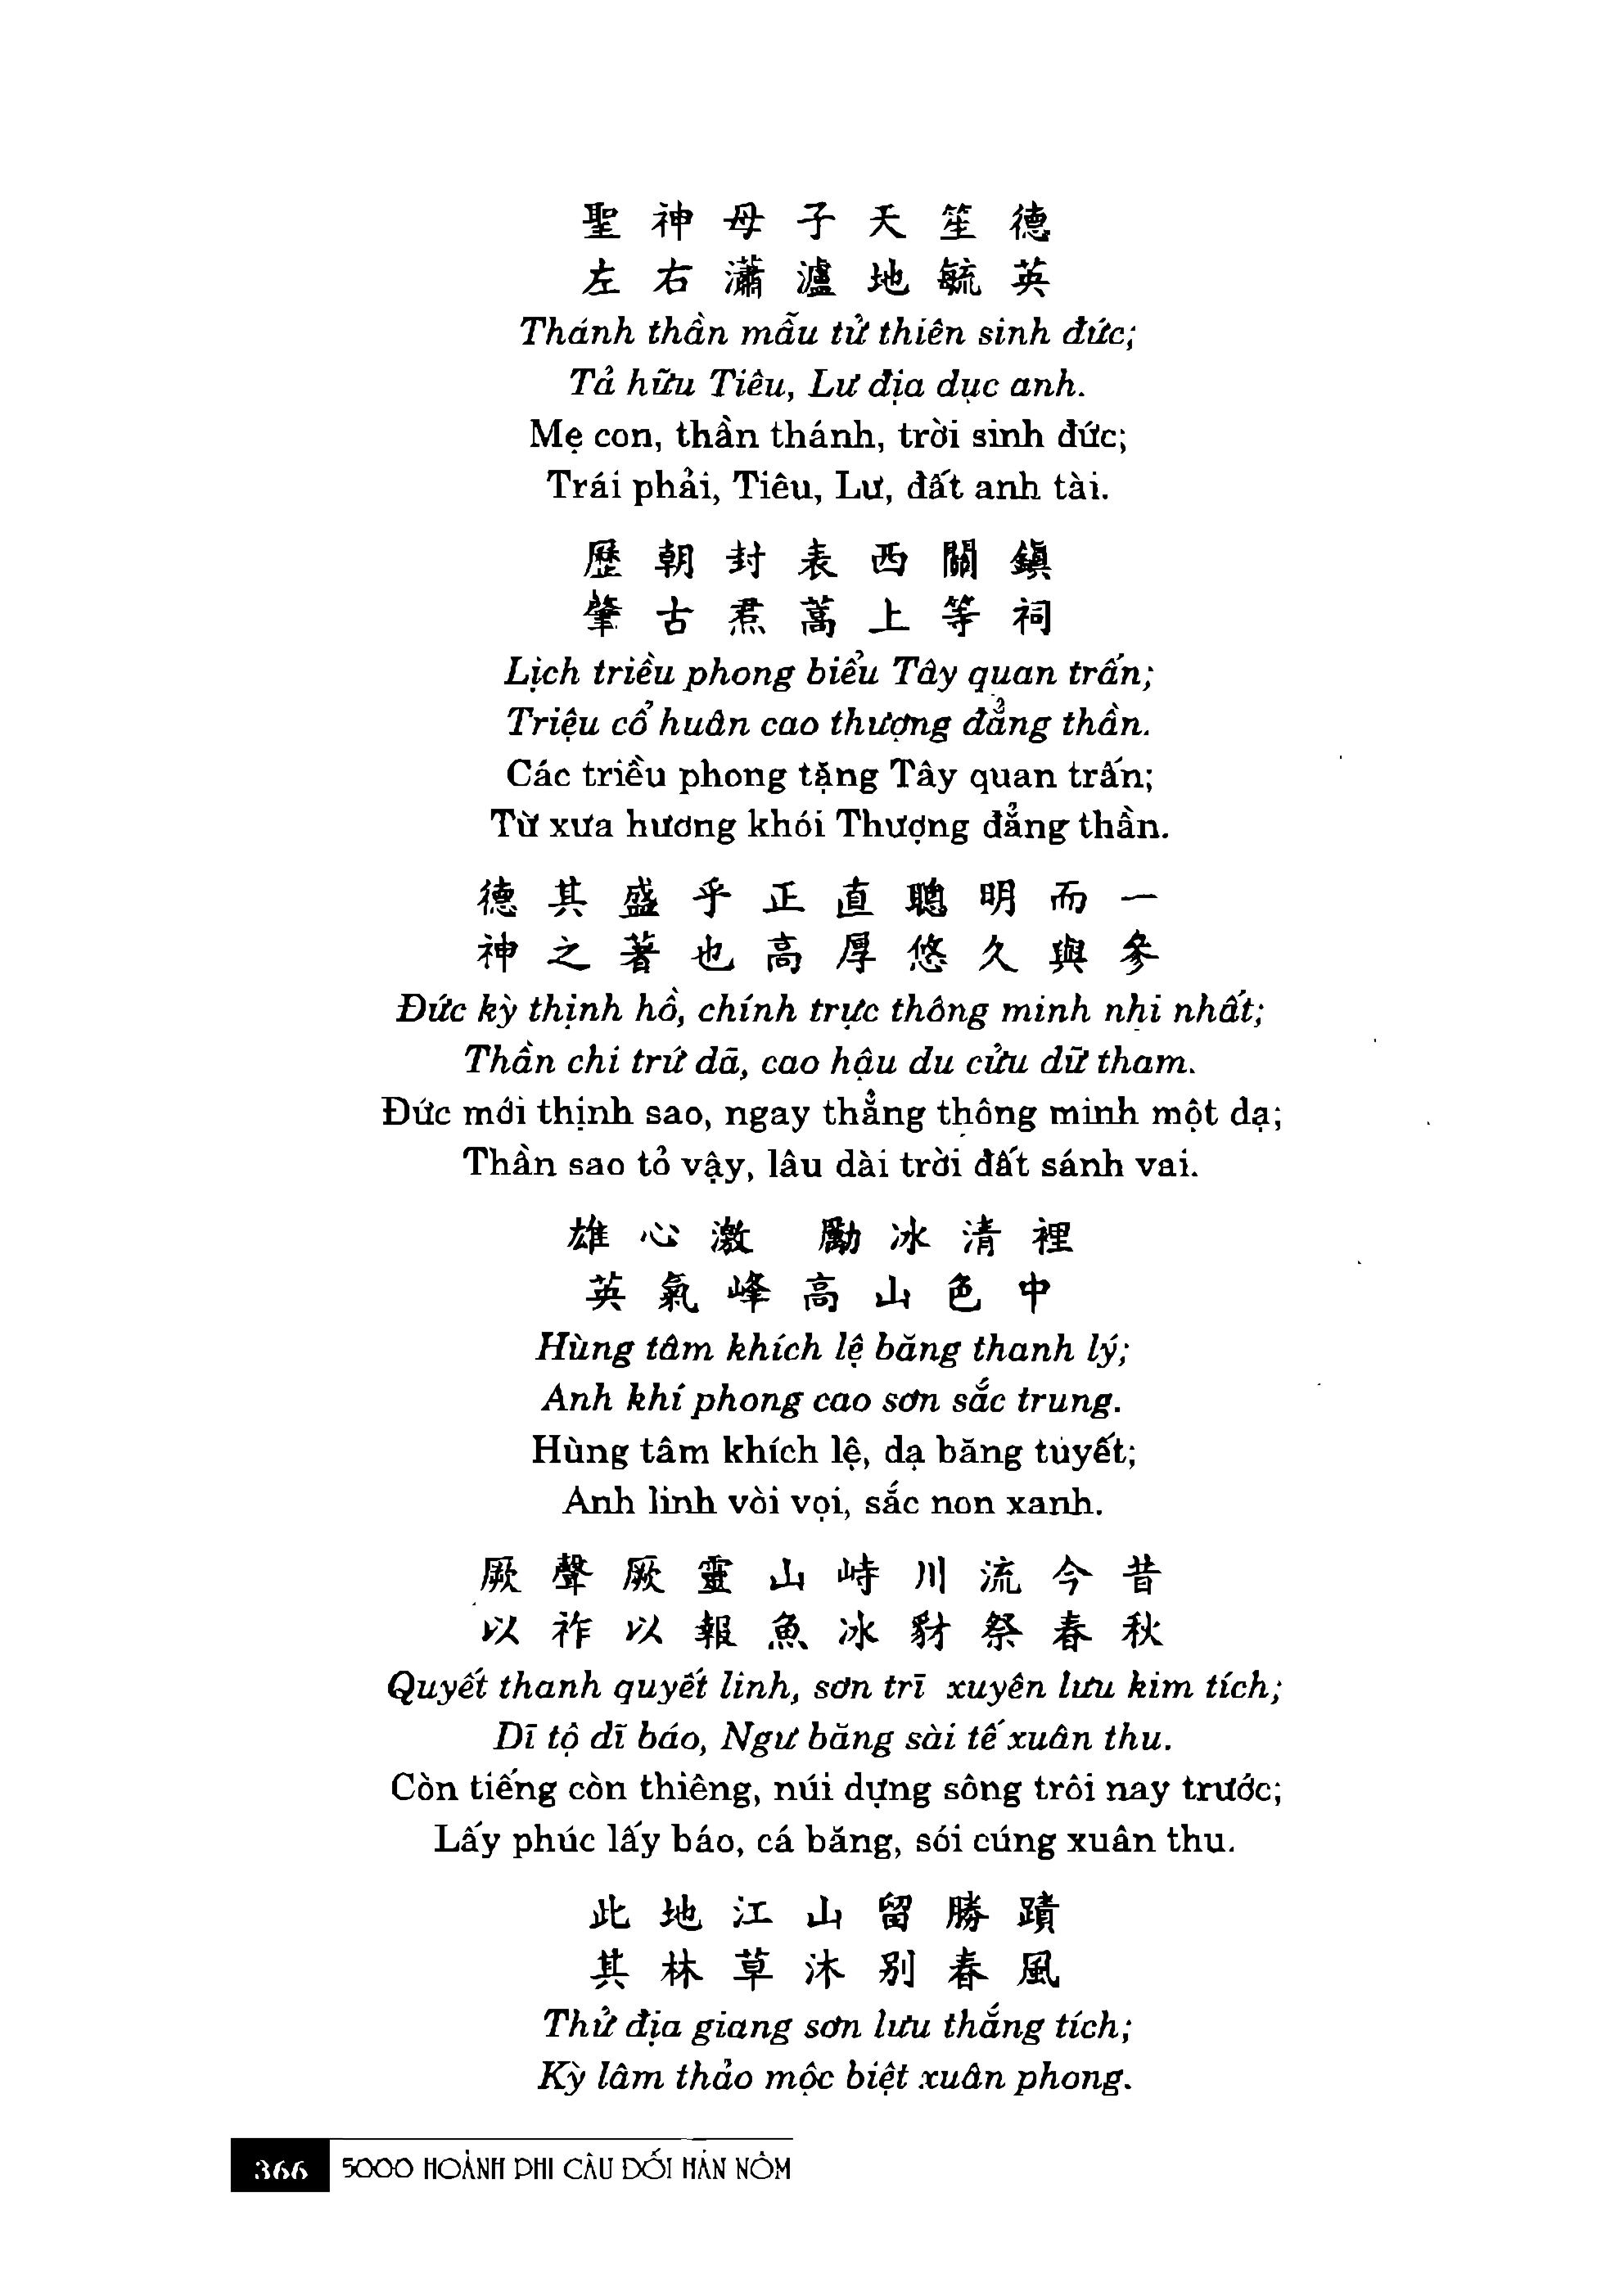 聖神母子天笙德
左右瀟瀘地毓英
Thánh thần mẫu tử thiên sinh đức;
Tả hữu Tiêu, Lư địa dục anh.
Mẹ con, thần thánh, trời sinh đức;
Trái phải, Tiêu, Lư, đất anh tài.
歷朝封表西關鎮
肇古焄蒿上等祠
Lịch triều phong biểu Tây quan trấn;
Triệu cổ huân cao thượng đẳng thần.
Các triều phong tặng Tây quan trấn;
Từ xưa hương khói Thượng đẳng thần.
德其盛乎正直聰明而一
神之著也高厚悠久與參
Đức kỳ thịnh hồ, chính trực thông minh nhị nhất;
Thần chi trứ dã, cao hậu du cửu dữ tham.
Đức mới thịnh sao, ngay thẳng thông minh một dạ;
Thần sao tỏ vậy, lâu dài trời đất sánh vai.
雄心激勵冰清裡
英氣峰高山色中
Hùng tâm khích lệ băng thanh lý;
Anh khí phong cao sơn sắc trung.
Hùng tâm khích lệ, dạ băng tuyết;
Anh linh vòi vọi, sắc non xanh.
厥聲厥靈山峙川流今昔
以祚以報魚冰豺祭春秋
Quyết thanh quyết linh, sơn trĩ xuyên lưu kim tích;
Dĩ tộ dĩ báo, Ngư băng sài tế xuân thu.
Còn tiếng còn thiêng, núi dựng sông trôi nay trước;
Lấy phúc lấy báo, cá băng, sói cúng xuân thu.
此地江山留勝蹟
其林草沐别春風
Thử địa giang sơn lưu thắng tích;
Kỳ lâm thảo mộc biệt xuân phong.
366 5000 HOÀNH PHI CÂU ĐỐI HÁN NÔM